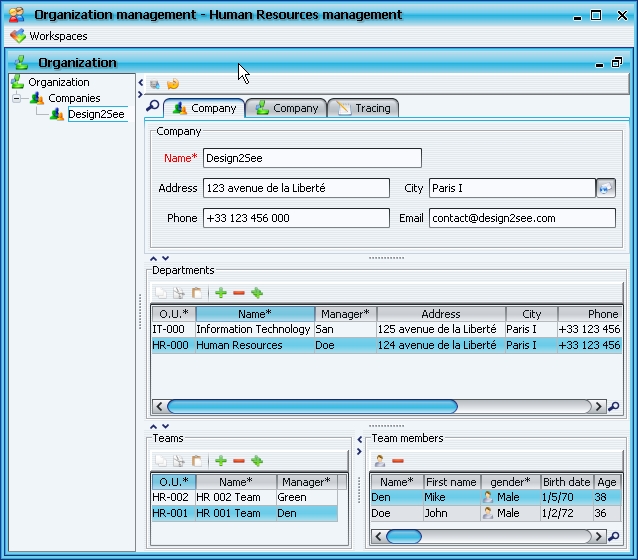 Organization management - Human Resources management
Workspaces
Organization
Organization
Companies
Design2See
Company Company Tracing
Company
Name* Design2See
Address 123 avenue de la Liberté City Paris I
Phone +33 123 456 000 Email contact@design2see.com
Departments
O.U.* Name* Manager* Address City Phone
IT-000 Information Technology San 125 avenue de la Liberté Paris I +33 123 456
HR-000 Human Resources Doe 124 avenue de la Liberté Paris I +33 123 456
Teams
O.U.* Name* Manager*
HR-002 HR 002 Team Green
HR-001 HR 001 Team Den
Team members
Name* First name gender* Birth date Age
Den Mike Male 1/5/70 38
Doe John Male 1/2/72 36